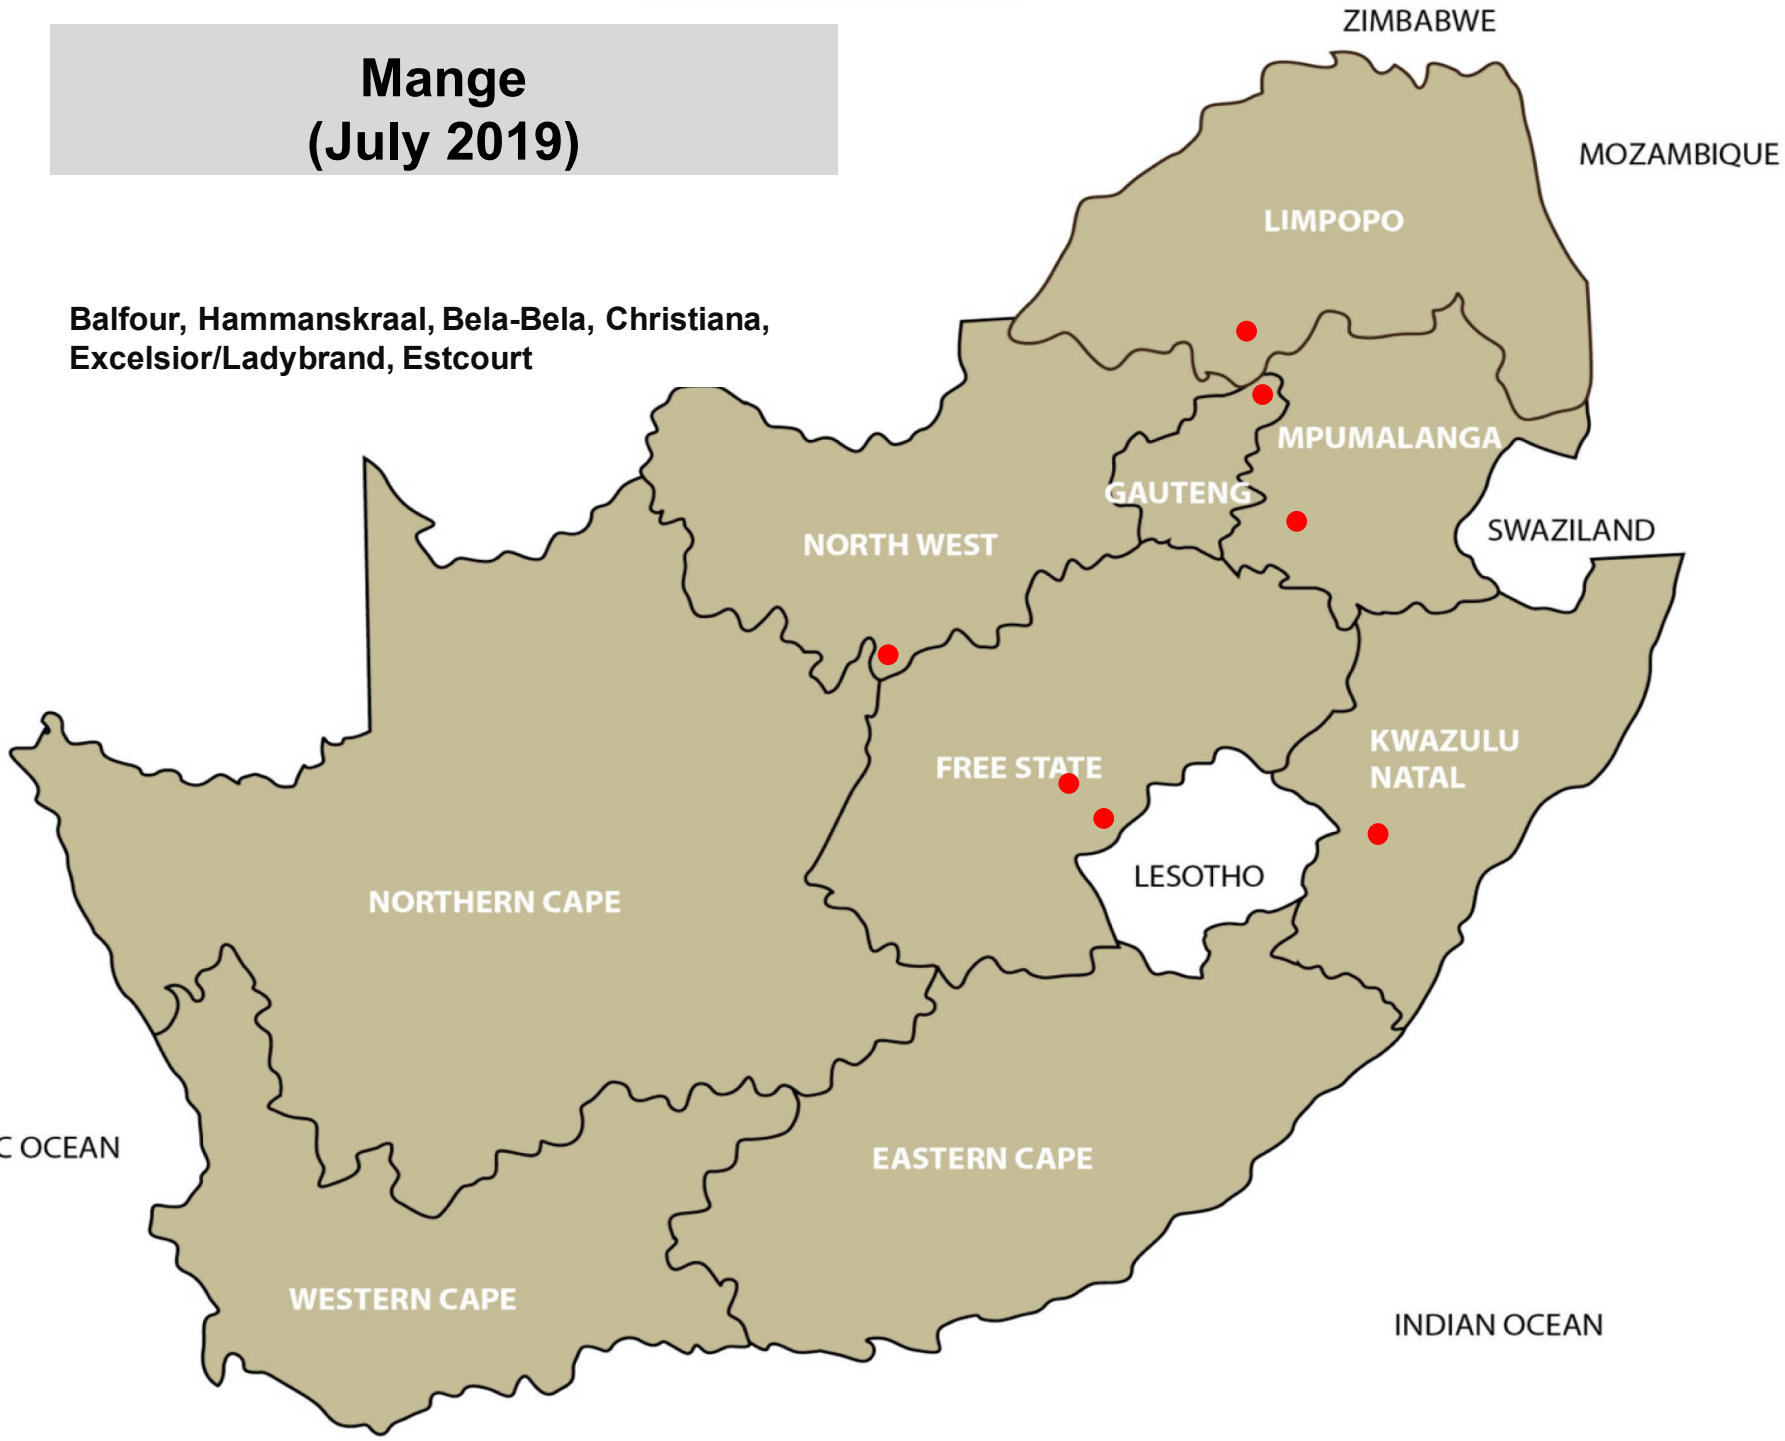 ZIMBABWE
Mange
(July 2019)
MOZAMBIQUE
LIMPOPO
Balfour, Hammanskraal, Bela-Bela, Christiana,
Excelsior/Ladybrand, Estcourt
MPUMALANGA
GAUTENG
SWAZILAND
NORTH WEST
KWAZULU
NATAL
FREE STATE
LESOTHO
NORTHERN CAPE
C OCEAN
EASTERN CAPE
WESTERN CAPE
INDIAN OCEAN